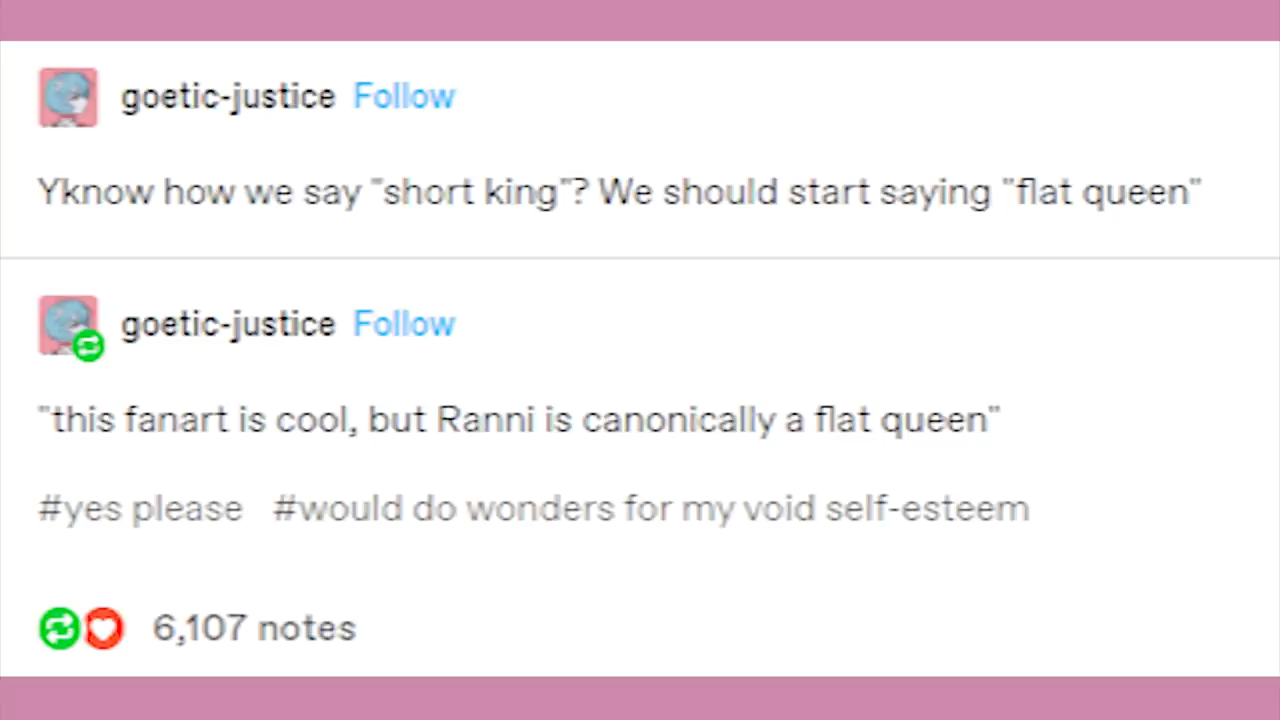 goetic-justice Follow
Yknow how we say "short king"? We should start saying "flat queen"
goetic-justice Follow
"this fanart is cool, but Ranni is canonically a flat queen"
#yes please #would do wonders for my void self-esteem
6,107 notes